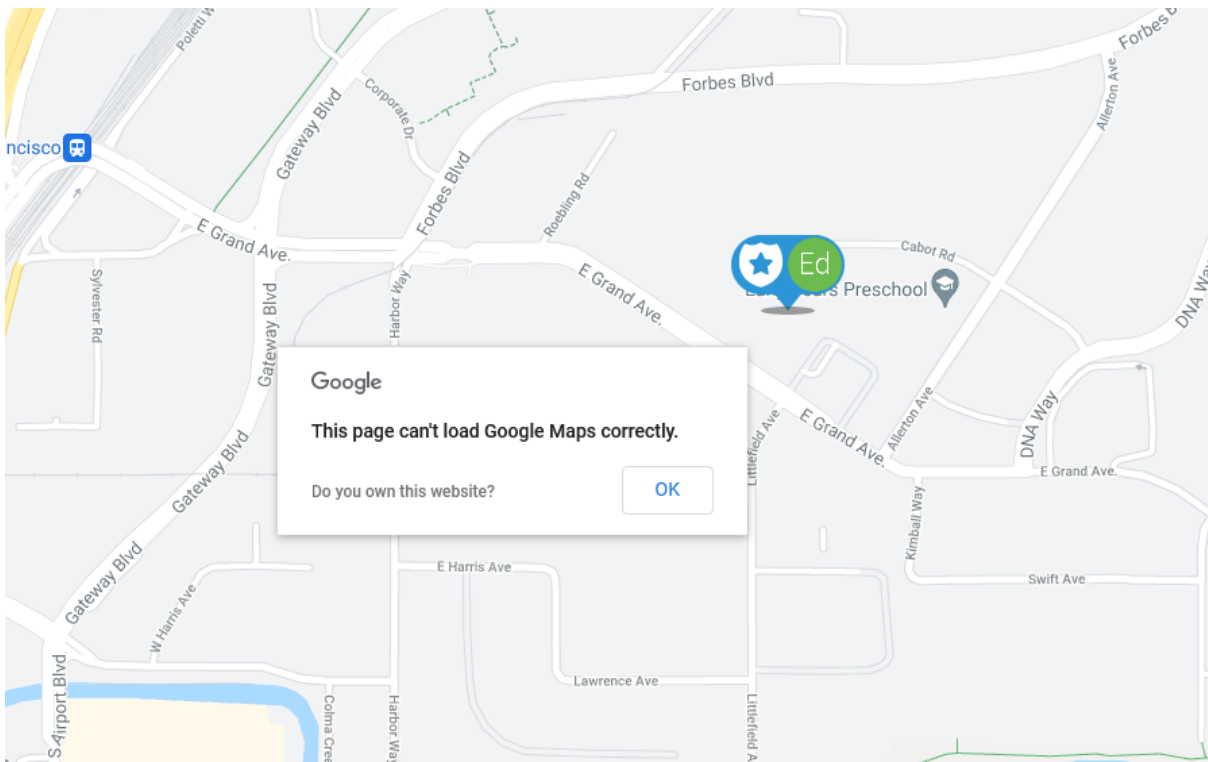 Poletti W
Forbes Blvd
Forbes
Allerton Ave
Corporate Dr
Gateway Blvd
ncisco
Forbes Blvd
Roebling Rd
E Grand Ave.
Cabot Rd
Ed
Preschool
E Grand Ave.
DNA Way
Sylvester Rd
Gateway Blvd
Harbor Way
Google
This page can't load Google Maps correctly.
Do you own this website?
OK
Littlefield Ave
E Grand Ave.
Allerton Ave
DNA Way
E Grand Ave.
Gateway Blvd
Kimball Way
E Harris Ave
Swift Ave
Gateway Blvd
W Harris Ave
Lawrence Ave
S Airport Blvd
Colma Cree
Harbor Way
Littlefield A